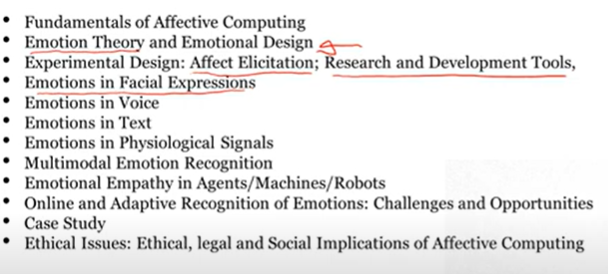 • Fundamentals of Affective Computing
• Emotion Theory and Emotional Design
• Experimental Design: Affect Elicitation; Research and Development Tools,
• Emotions in Facial Expressions
• Emotions in Voice
• Emotions in Text
• Emotions in Physiological Signals
• Multimodal Emotion Recognition
• Emotional Empathy in Agents/Machines/Robots
• Online and Adaptive Recognition of Emotions: Challenges and Opportunities
• Case Study
• Ethical Issues: Ethical, legal and Social Implications of Affective Computing